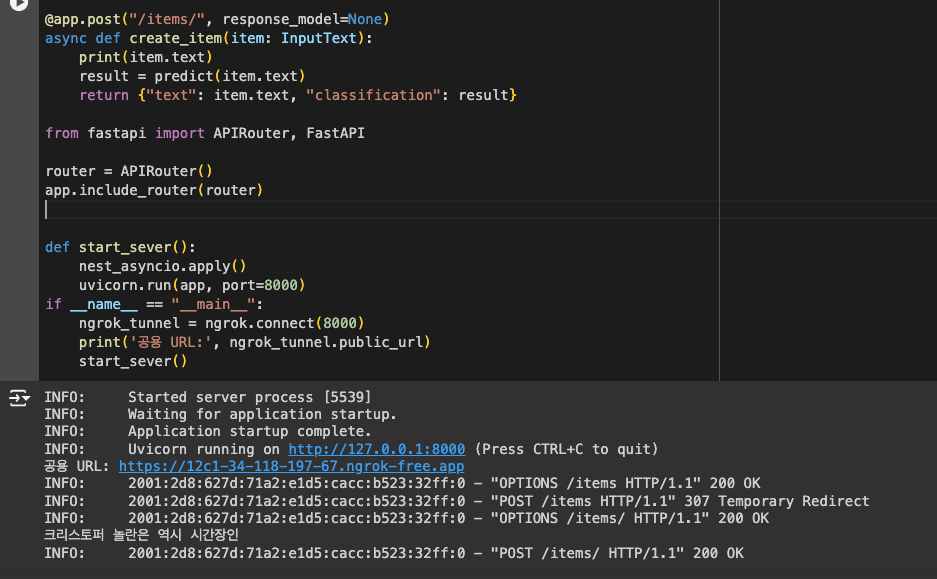 @app.post("/items/", response_model=None)
async def create_item(item: InputText):
    print(item.text)
    result = predict(item.text)
    return {"text": item.text, "classification": result}

from fastapi import APIRouter, FastAPI

router = APIRouter()
app.include_router(router)

def start_sever():
    nest_asyncio.apply()
    uvicorn.run(app, port=8000)
if __name__ == "__main__":
    ngrok_tunnel = ngrok.connect(8000)
    print('공용 URL:', ngrok_tunnel.public_url)
    start_sever()
INFO:     Started server process [5539]
INFO:     Waiting for application startup.
INFO:     Application startup complete.
INFO:     Uvicorn running on http://127.0.0.1:8000 (Press CTRL+C to quit)
공용 URL: https://12c1-34-118-197-67.ngrok-free.app
INFO:     2001:2d8:627d:71a2:e1d5:cacc:b523:32ff:0 - "OPTIONS /items HTTP/1.1" 200 OK
INFO:     2001:2d8:627d:71a2:e1d5:cacc:b523:32ff:0 - "POST /items HTTP/1.1" 307 Temporary Redirect
INFO:     2001:2d8:627d:71a2:e1d5:cacc:b523:32ff:0 - "OPTIONS /items/ HTTP/1.1" 200 OK
크리스토퍼 놀란은 역시 시간장인
INFO:     2001:2d8:627d:71a2:e1d5:cacc:b523:32ff:0 - "POST /items/ HTTP/1.1" 200 OK